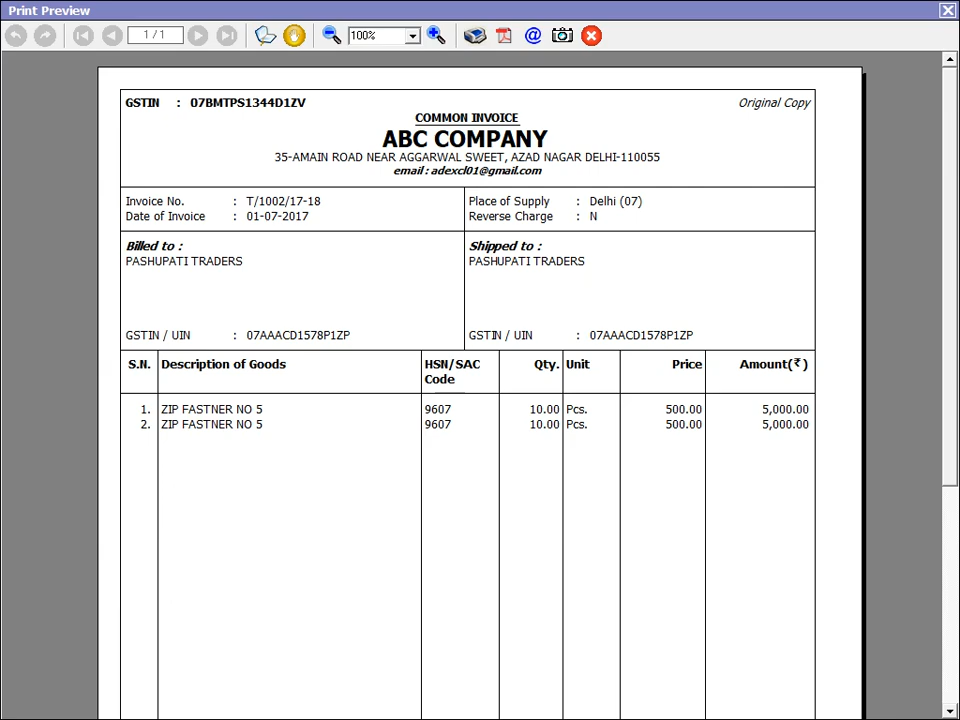 Print Preview
1 / 1
100%
GSTIN : 07BMTPS1344D1ZV Original Copy
COMMON INVOICE
ABC COMPANY
35-AMAIN ROAD NEAR AGGARWAL SWEET, AZAD NAGAR DELHI-110055
email : adexcl01@gmail.com
Invoice No. : T/1002/17-18 Place of Supply : Delhi (07)
Date of Invoice : 01-07-2017 Reverse Charge : N
Billed to : Shipped to :
PASHUPATI TRADERS PASHUPATI TRADERS
GSTIN / UIN : 07AAACD1578P1ZP GSTIN / UIN : 07AAACD1578P1ZP
S.N. Description of Goods HSN/SAC Code Qty. Unit Price Amount(₹)
1. ZIP FASTNER NO 5 9607 10.00 Pcs. 500.00 5,000.00
2. ZIP FASTNER NO 5 9607 10.00 Pcs. 500.00 5,000.00